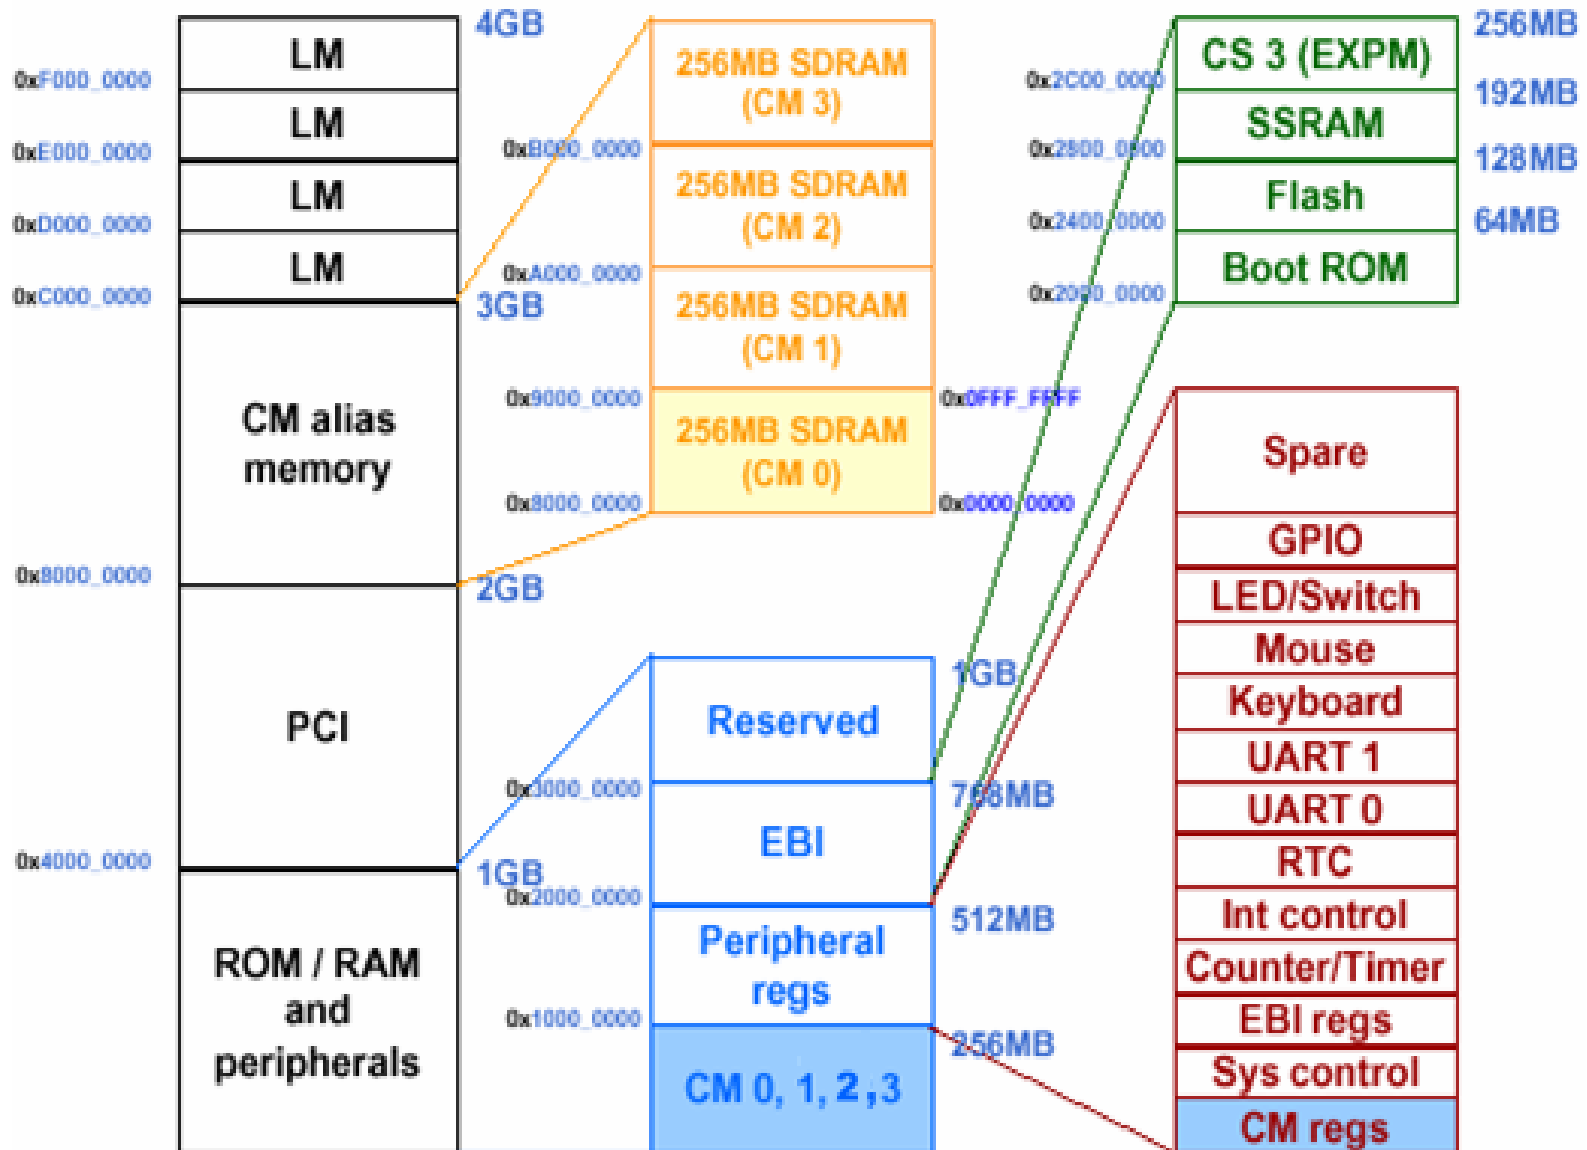 4GB
LM
0xF000_0000
LM
0xE000_0000
LM
0xD000_0000
LM
0xC000_0000
3GB
CM alias
memory
0x8000_0000
2GB
PCI
0x4000_0000
1GB
ROM / RAM
and
peripherals
256MB SDRAM
(CM 3)
0xB000_0000
256MB SDRAM
(CM 2)
0xA000_0000
256MB SDRAM
(CM 1)
0x9000_0000
0x0FFF_FFFF
256MB SDRAM
(CM 0)
0x8000_0000
0x0000_0000
1GB
Reserved
0x3000_0000
768MB
EBI
0x2000_0000
512MB
Peripheral
regs
0x1000_0000
256MB
CM 0, 1, 2,3
256MB
CS 3 (EXPM)
0x2C00_0000
192MB
SSRAM
0x2800_0000
128MB
Flash
0x2400_0000
64MB
Boot ROM
0x2000_0000
Spare
GPIO
LED/Switch
Mouse
Keyboard
UART 1
UART 0
RTC
Int control
Counter/Timer
EBI regs
Sys control
CM regs